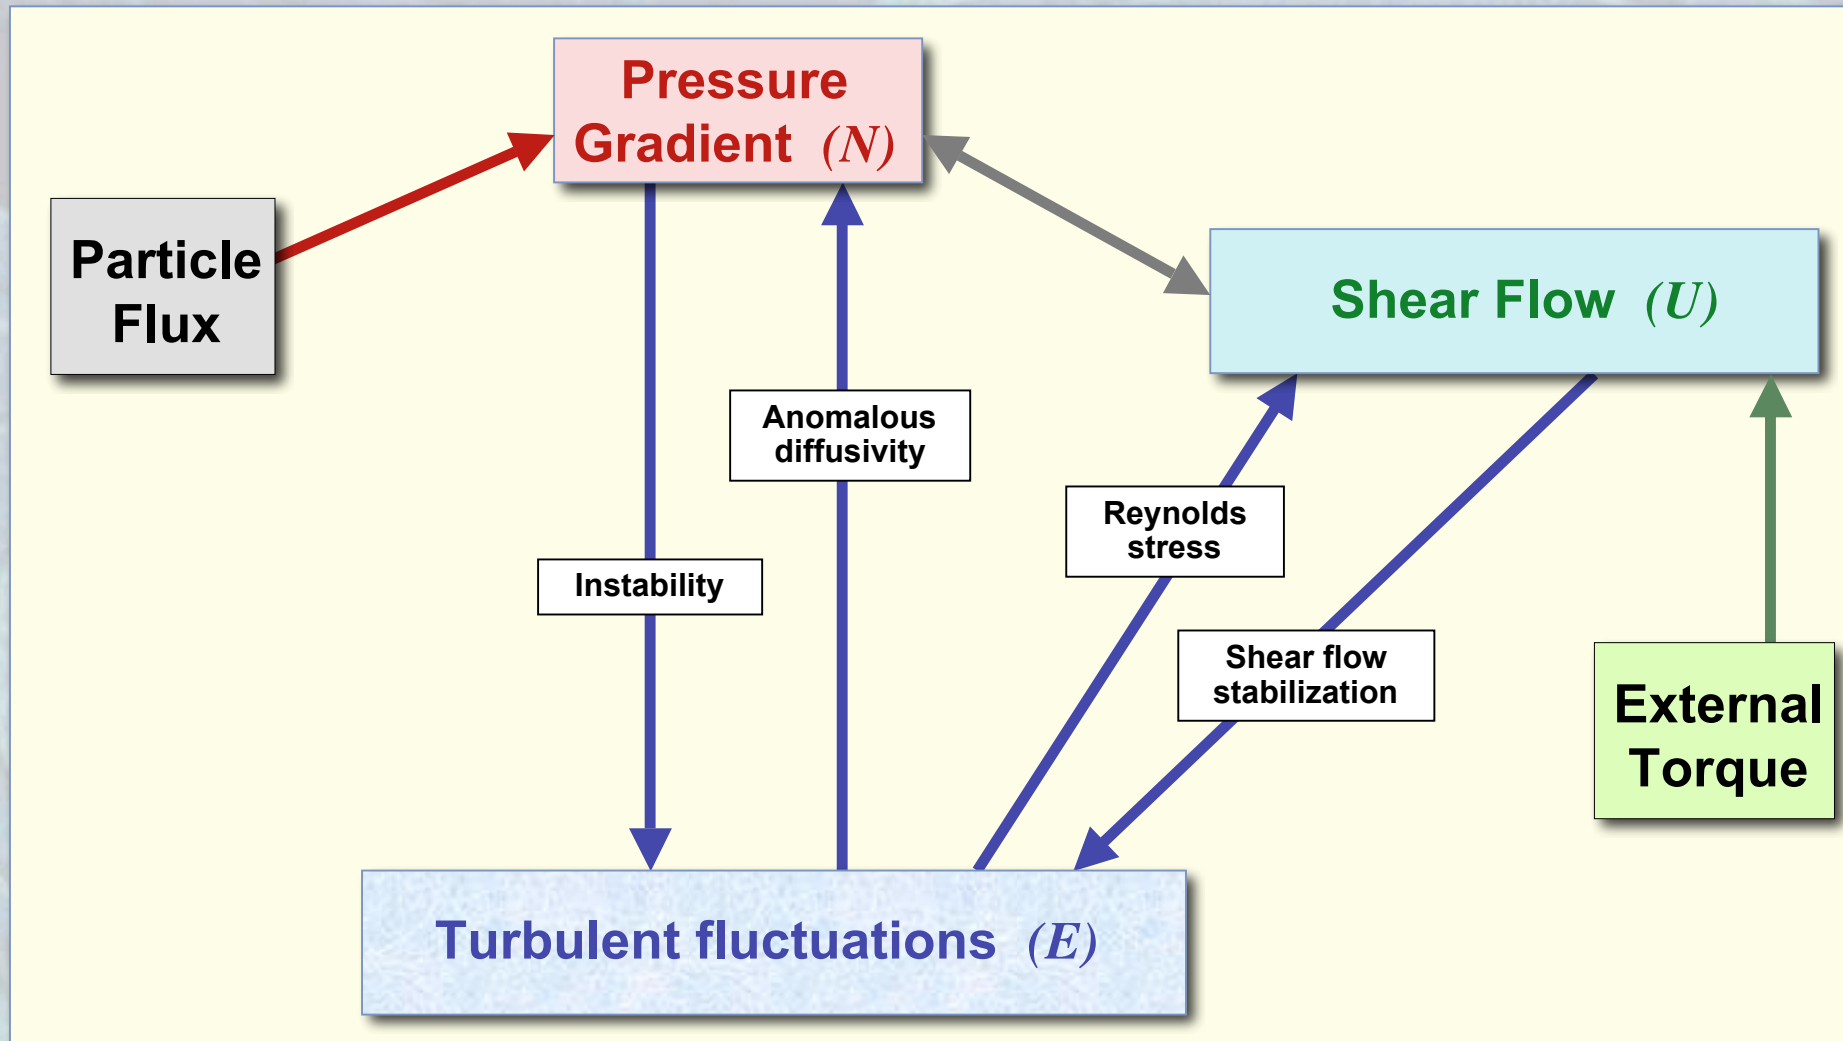 Pressure
Gradient (N)
Particle
Flux
Shear Flow (U)
Anomalous
diffusivity
Reynolds
stress
Instability
Shear flow
stabilization
External
Torque
Turbulent fluctuations (E)